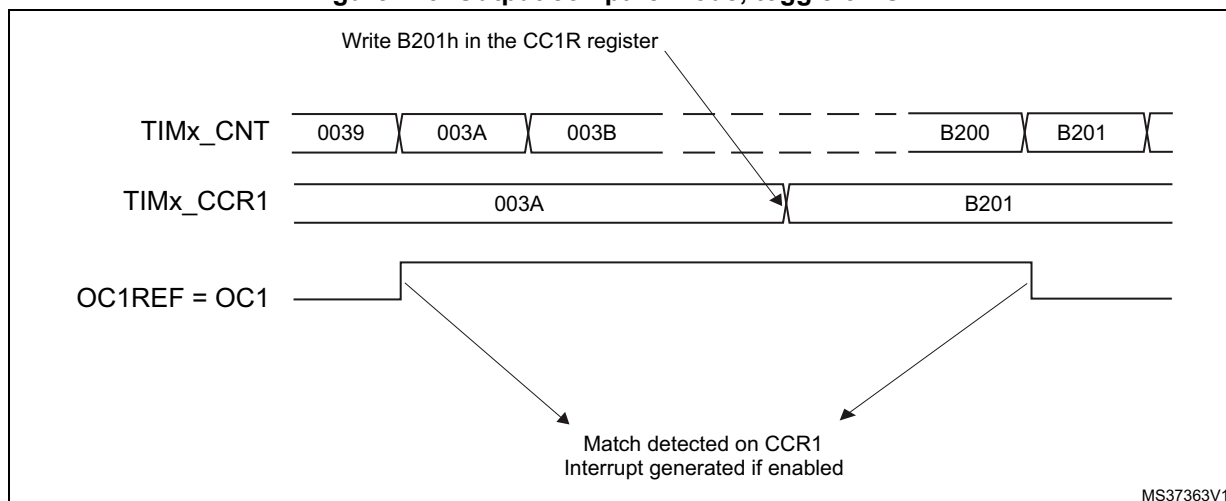 Write B201h in the CC1R register
TIMx_CNT 0039 003A 003B B200 B201
TIMx_CCR1 003A B201
OC1REF = OC1
Match detected on CCR1
Interrupt generated if enabled
MS37363V1